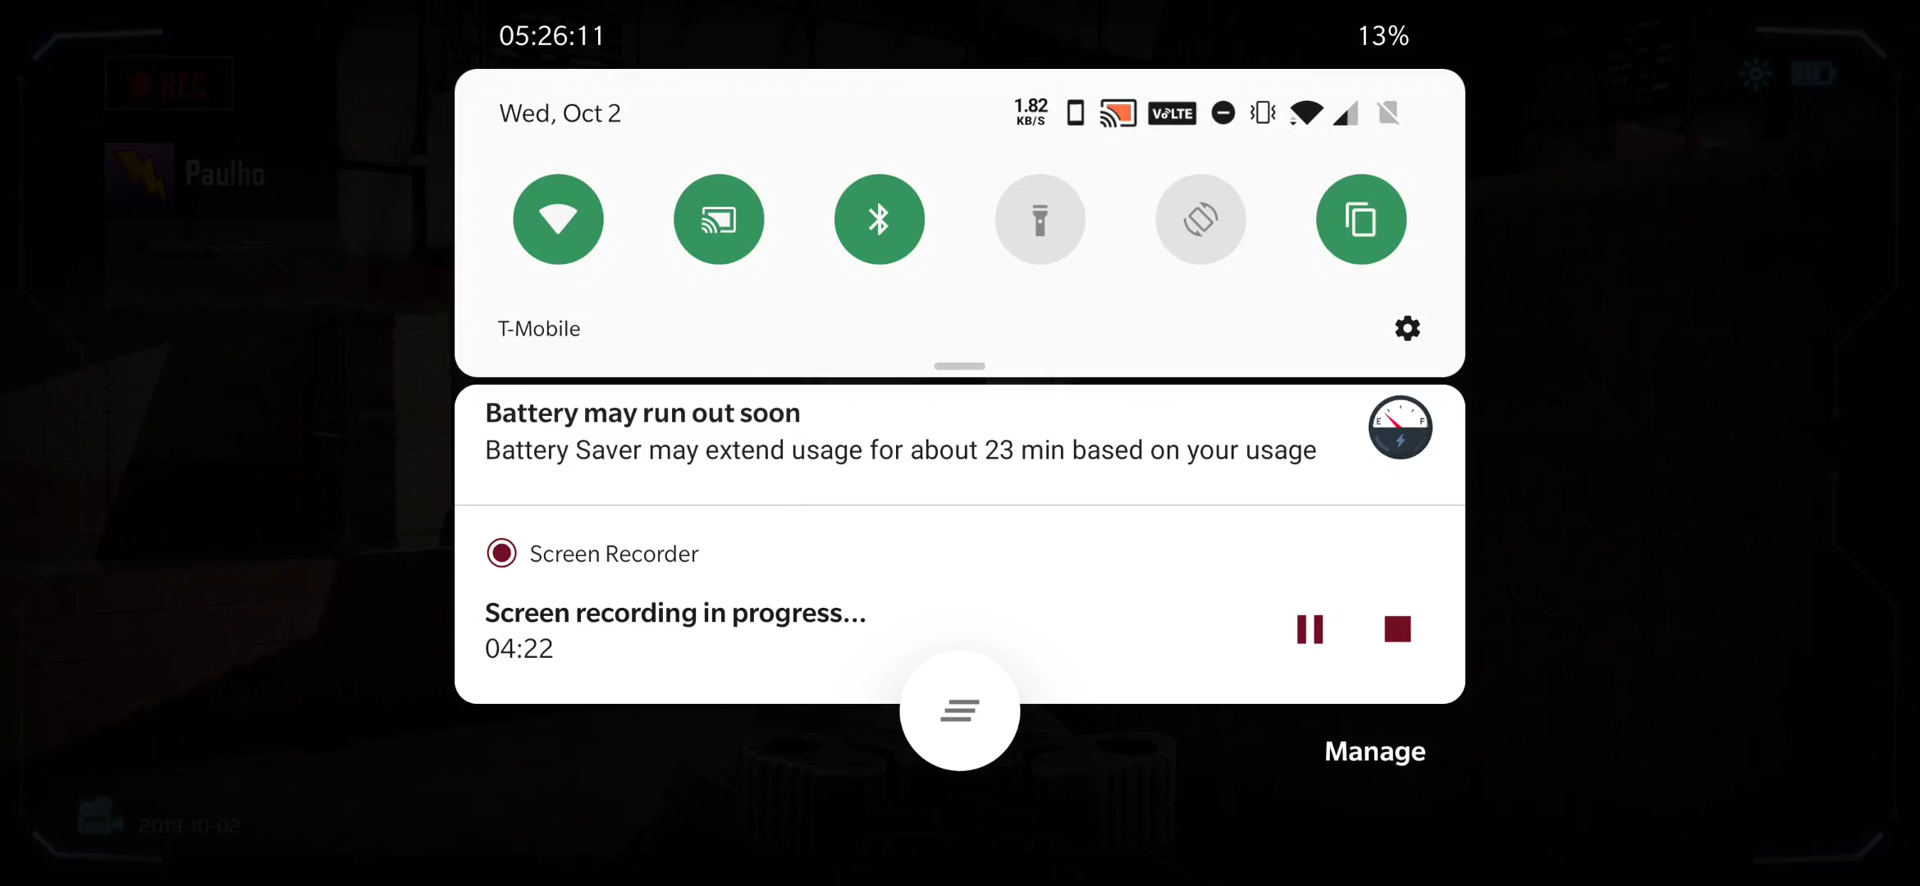 05:26:11
13%
REC
Wed, Oct 2
1.82
KB/S
VoLTE
Paulho
T-Mobile
Battery may run out soon
E F
Battery Saver may extend usage for about 23 min based on your usage
Screen Recorder
Screen recording in progress...
04:22
Manage
2019-10-02